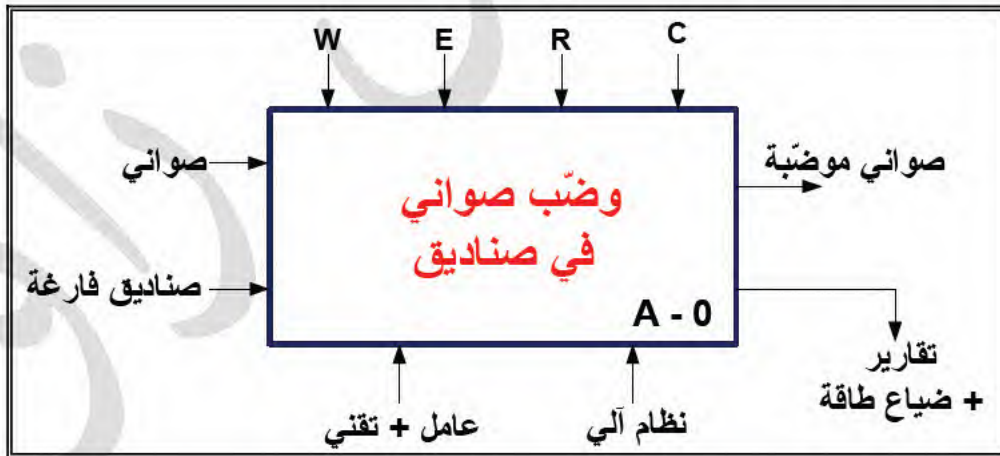 W E R C
صواني
صواني موضّبة
وضّب صواني
في صناديق
صناديق فارغة
A - 0
تقارير
+ ضياع طاقة
عامل + تقني
نظام آلي